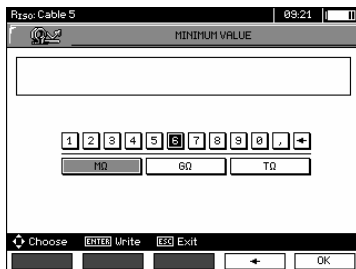 RISO: Cable 5 09:21
MINIMUM VALUE
1 2 3 4 5 6 7 8 9 0 ,
MΩ GΩ TΩ
Choose ENTER Write ESC Exit
OK